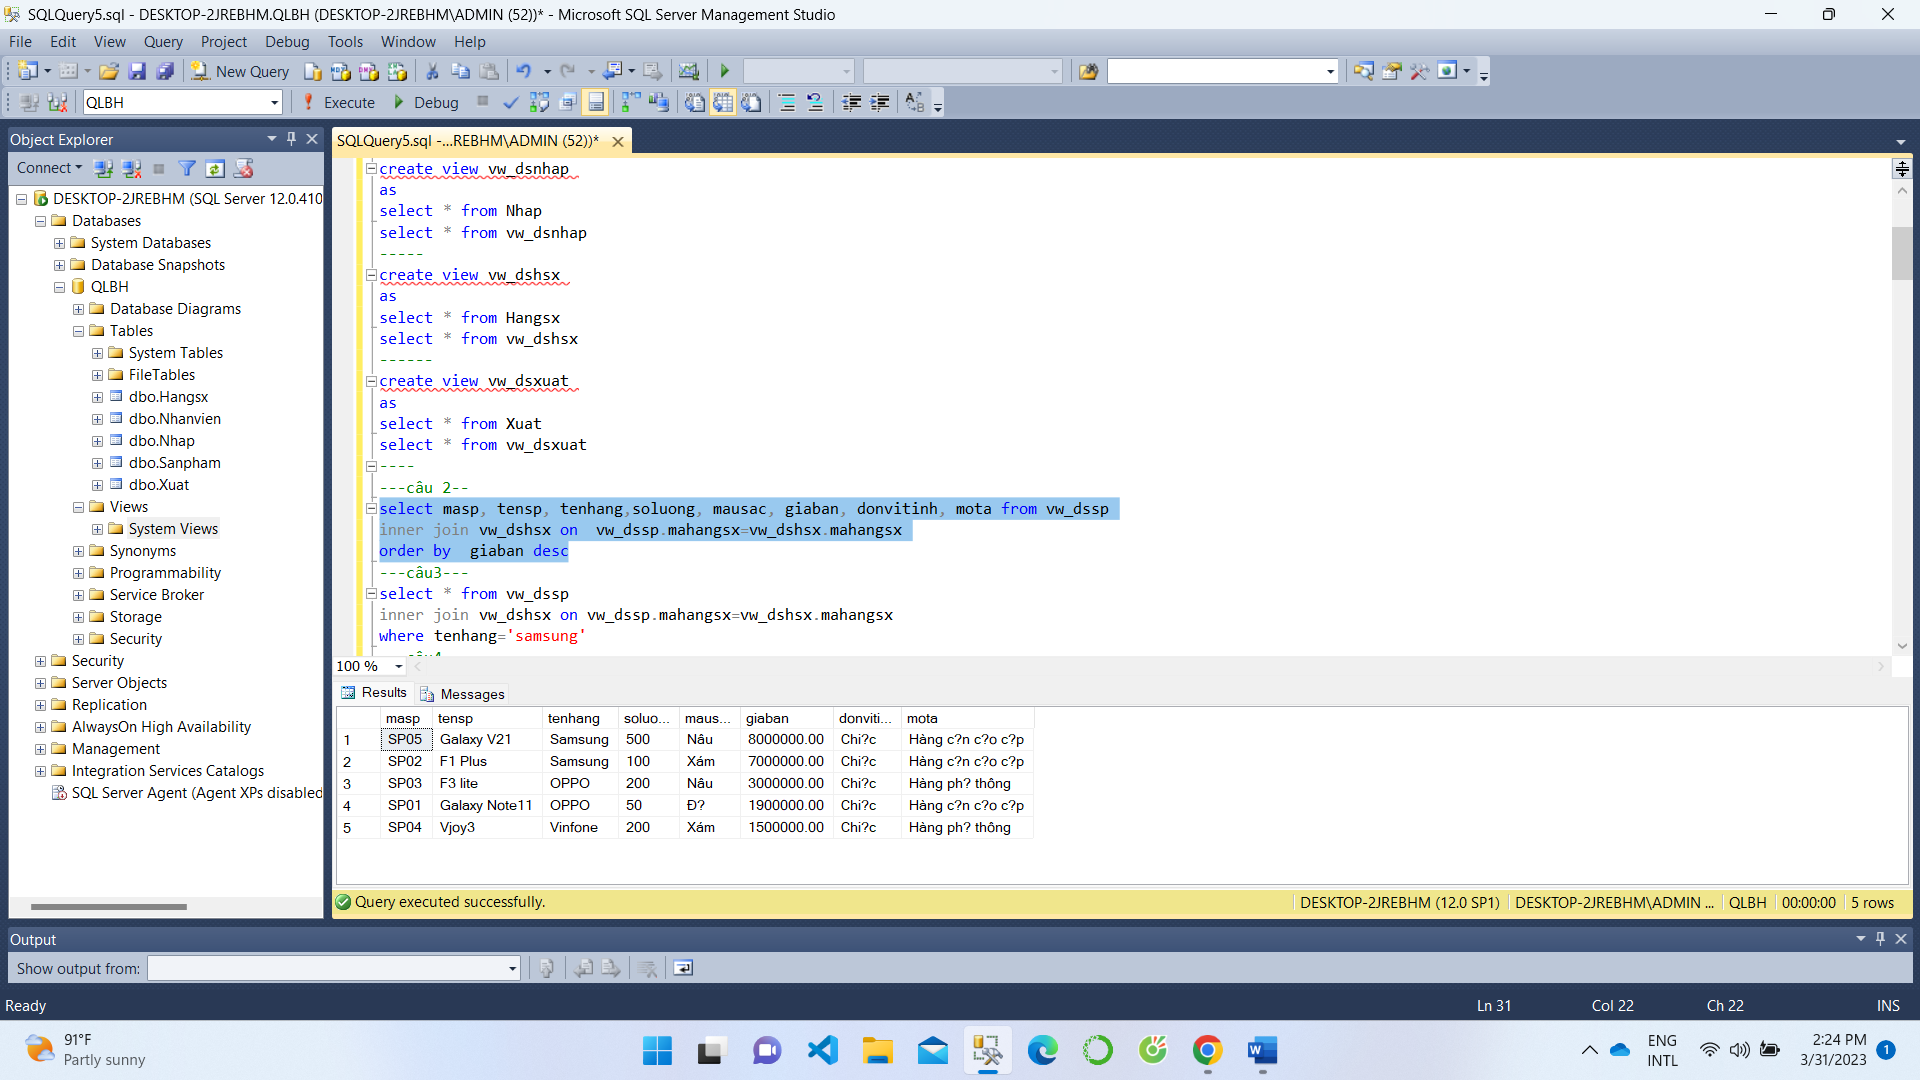 SQLQuery5.sql - DESKTOP-2JREBHM.QLBH (DESKTOP-2JREBHM\ADMIN (52))* - Microsoft SQL Server Management Studio
File Edit View Query Project Debug Tools Window Help
New Query
QLBH Execute Debug
Object Explorer
Connect
DESKTOP-2JREBHM (SQL Server 12.0.410
Databases
System Databases
Database Snapshots
QLBH
Database Diagrams
Tables
System Tables
FileTables
dbo.Hangsx
dbo.Nhanvien
dbo.Nhap
dbo.Sanpham
dbo.Xuat
Views
System Views
Synonyms
Programmability
Service Broker
Storage
Security
Security
Server Objects
Replication
AlwaysOn High Availability
Management
Integration Services Catalogs
SQL Server Agent (Agent XPs disabled
SQLQuery5.sql -...REBHM\ADMIN (52))*
create view vw_dsnhap
as
select * from Nhap
select * from vw_dsnhap
-----
create view vw_dshsx
as
select * from Hangsx
select * from vw_dshsx
------
create view vw_dsxuat
as
select * from Xuat
select * from vw_dsxuat
----
---câu 2--
select masp, tensp, tenhang,soluong, mausac, giaban, donvitinh, mota from vw_dssp
inner join vw_dshsx on  vw_dssp.mahangsx=vw_dshsx.mahangsx
order by  giaban desc
---câu3---
select * from vw_dssp
inner join vw_dshsx on vw_dssp.mahangsx=vw_dshsx.mahangsx
where tenhang='samsung'
100 %
Results Messages
masp tensp tenhang soluo... maus... giaban donviti... mota
1 SP05 Galaxy V21 Samsung 500 Nâu 8000000.00 Chi?c Hàng c?n c?o c?p
2 SP02 F1 Plus Samsung 100 Xám 7000000.00 Chi?c Hàng c?n c?o c?p
3 SP03 F3 lite OPPO 200 Nâu 3000000.00 Chi?c Hàng ph? thông
4 SP01 Galaxy Note11 OPPO 50 Đ? 1900000.00 Chi?c Hàng c?n c?o c?p
5 SP04 Vjoy3 Vinfone 200 Xám 1500000.00 Chi?c Hàng ph? thông
Query executed successfully. DESKTOP-2JREBHM (12.0 SP1) DESKTOP-2JREBHM\ADMIN ... QLBH 00:00:00 5 rows
Output
Show output from:
Ready Ln 31 Col 22 Ch 22 INS
91°F
Partly sunny
ENG
INTL
2:24 PM
3/31/2023
1